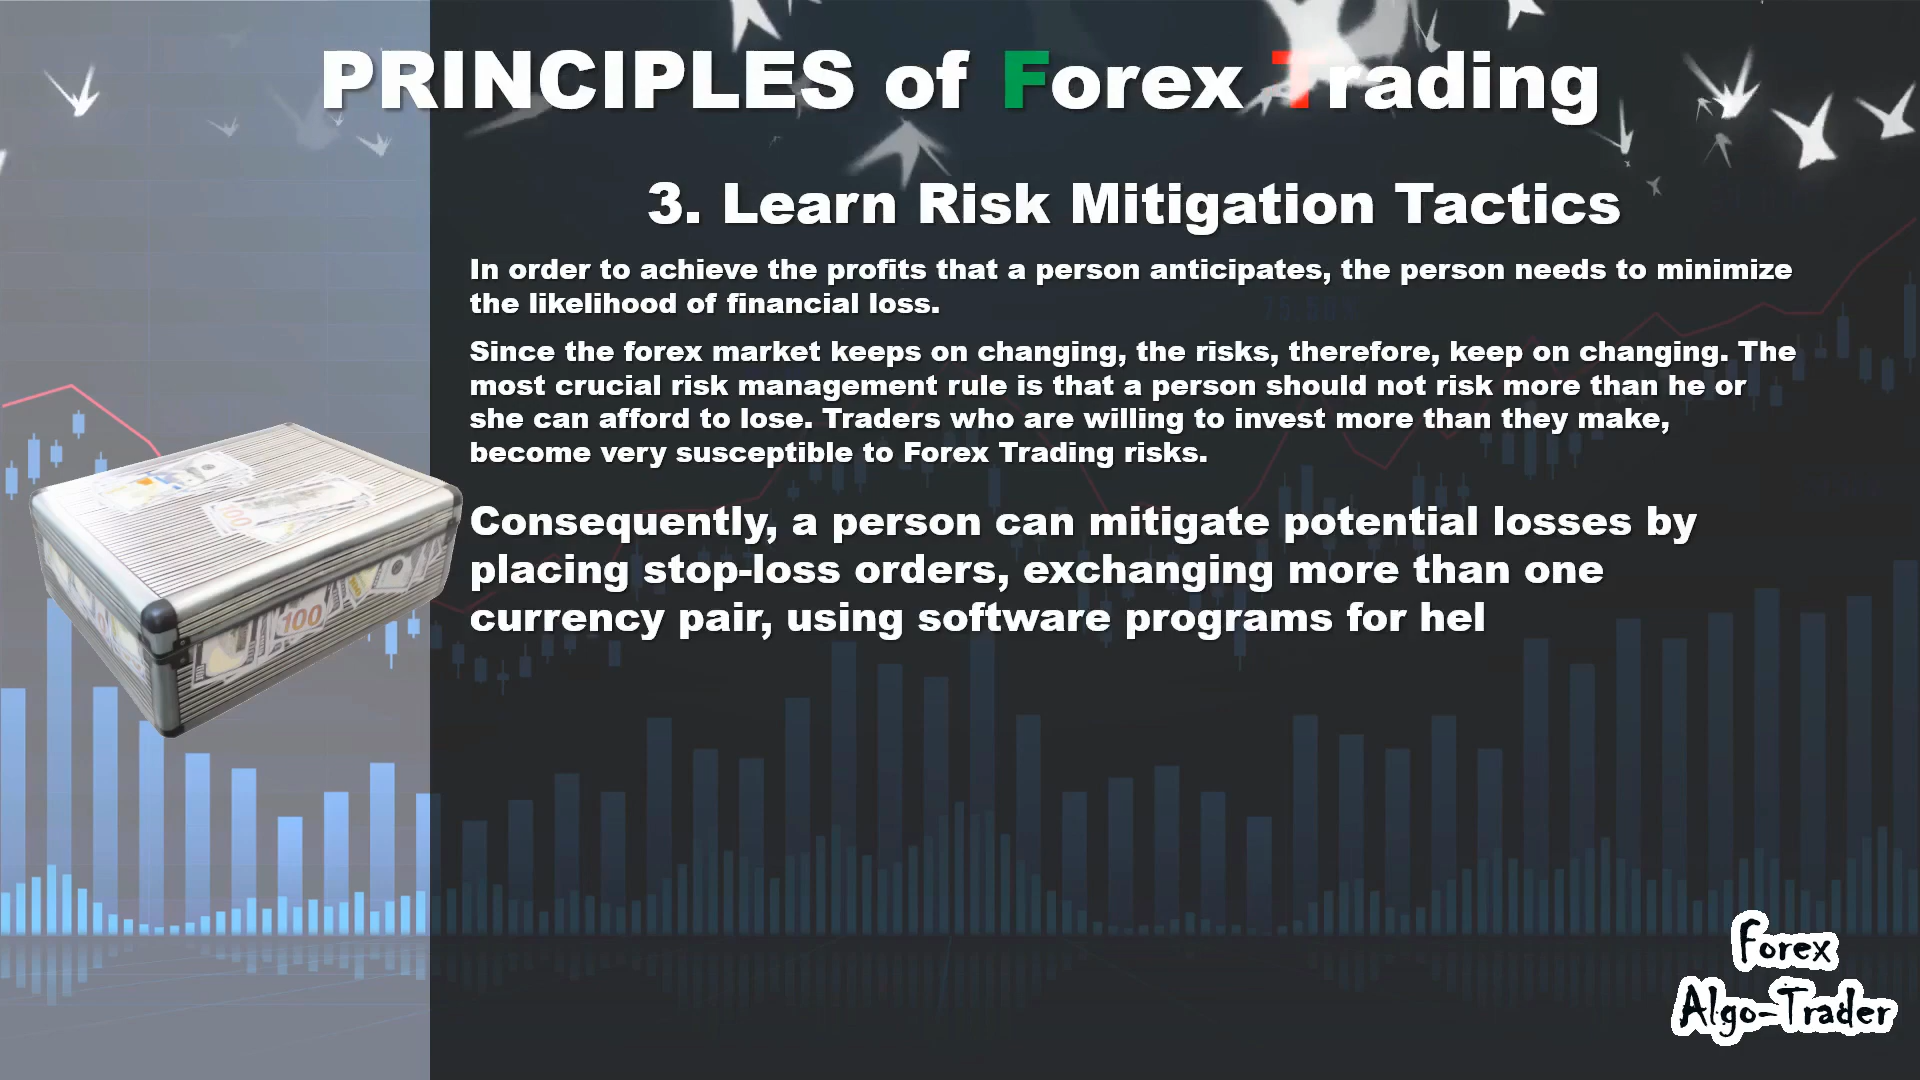 PRINCIPLES of Forex Trading
3. Learn Risk Mitigation Tactics
In order to achieve the profits that a person anticipates, the person needs to minimize
the likelihood of financial loss.
Since the forex market keeps on changing, the risks, therefore, keep on changing. The
most crucial risk management rule is that a person should not risk more than he or
she can afford to lose. Traders who are willing to invest more than they make,
become very susceptible to Forex Trading risks.
Consequently, a person can mitigate potential losses by
placing stop-loss orders, exchanging more than one
currency pair, using software programs for hel
100
100
Forex
Algo-Trader